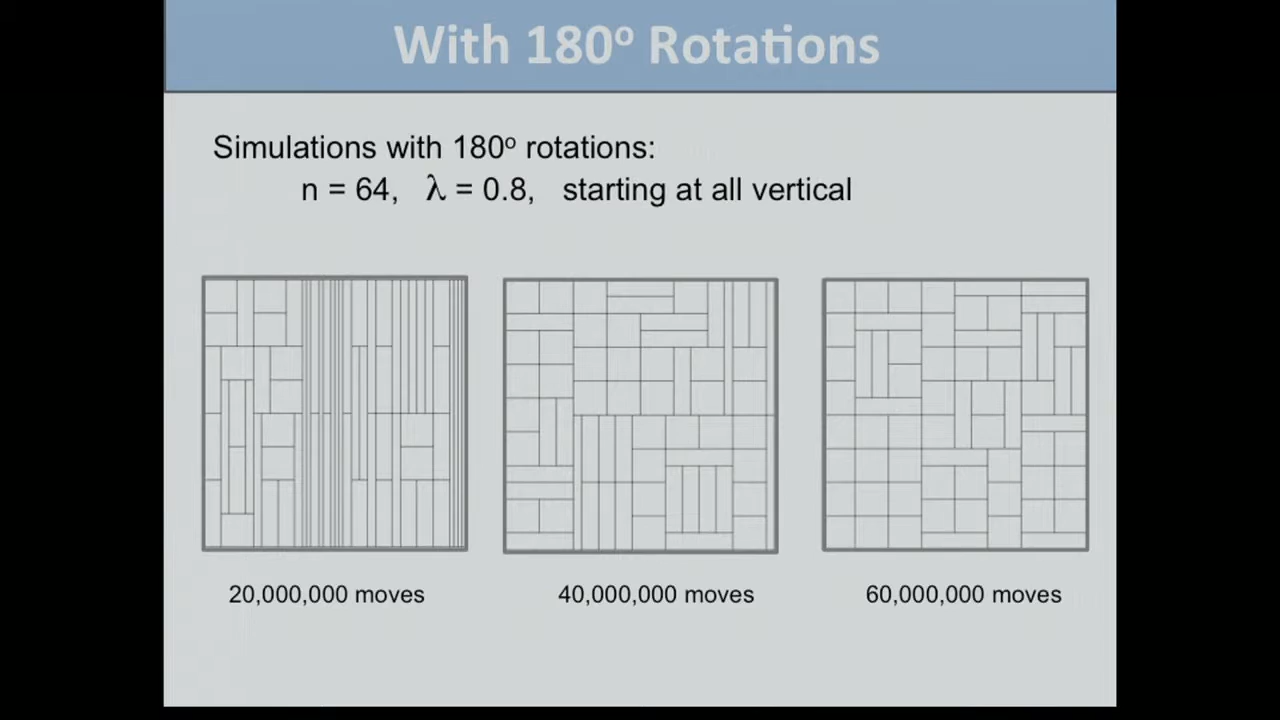 With 180º Rotations
Simulations with 180º rotations:
n = 64, λ = 0.8, starting at all vertical
20,000,000 moves
40,000,000 moves
60,000,000 moves